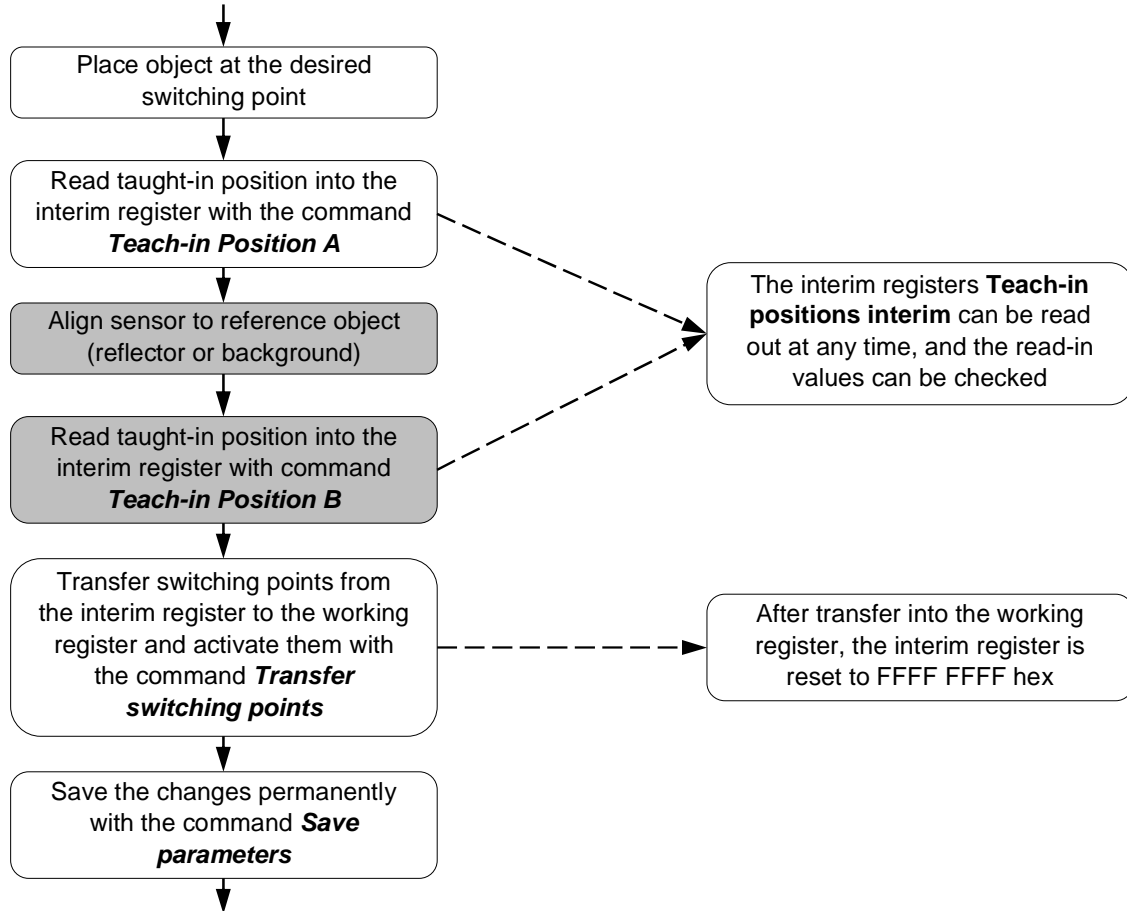 Place object at the desired
switching point
Read taught-in position into the
interim register with the command
Teach-in Position A
Align sensor to reference object
(reflector or background)
Read taught-in position into the
interim register with command
Teach-in Position B
The interim registers Teach-in
positions interim can be read
out at any time, and the read-in
values can be checked
Transfer switching points from
the interim register to the working
register and activate them with
the command Transfer
switching points
After transfer into the working
register, the interim register is
reset to FFFF FFFF hex
Save the changes permanently
with the command Save
parameters